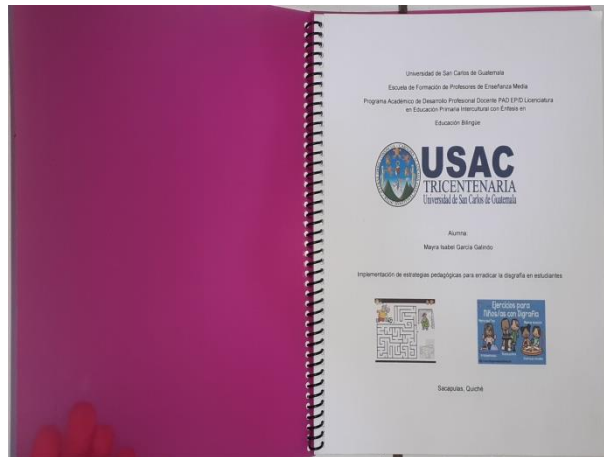 Universidad de San Carlos de Guatemala
Escuela de Formación de Profesores de Enseñanza Media
Programa Académico de Desarrollo Profesional Docente PAD EP/D Licenciatura
en Educación Primaria Intercultural con Énfasis en
Educación Bilingüe
USAC
TRICENTENARIA
Universidad de San Carlos de Guatemala
Alumna:
Mayra Isabel García Galindo
Implementación de estrategias pedagógicas para erradicar la disgrafía en estudiantes
Ejercicios para
Niños/as con Digrafía
Sacapulas, Quiché